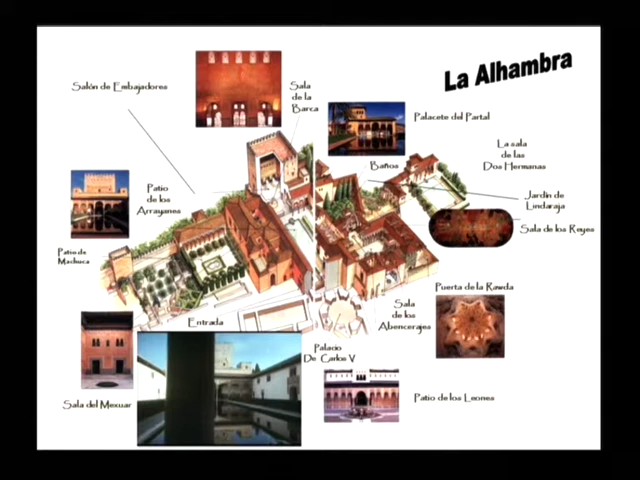 La Alhambra
Salón de Embajadores
Sala
de la
Barca
Palacete del Partal
La sala
de las
Dos Hermanas
Baños
Patio
de los
Arrayanes
Jardín de
Lindaraja
Sala de los Reyes
Patio de
Machuca
Puerta de la Rawda
Sala
de los
Abencerrajes
Entrada
Palacio
De Carlos V
Sala del Mexuar
Patio de los Leones